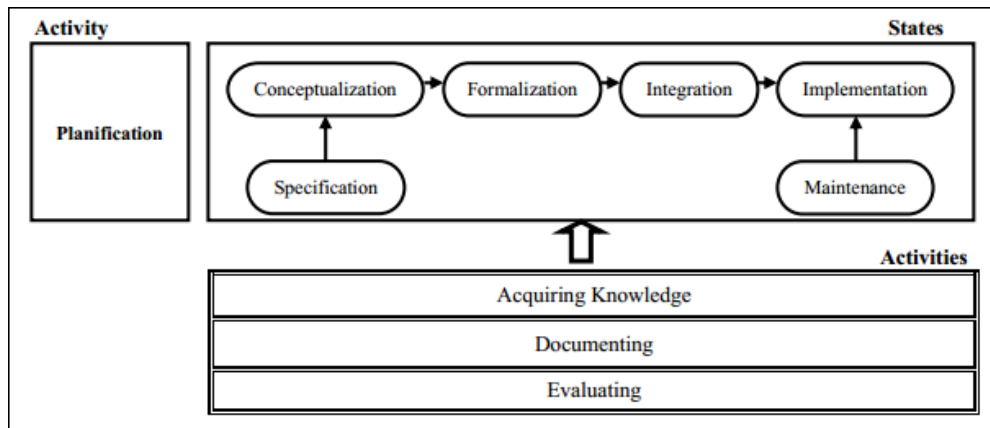 Activity
States
Planification
Conceptualization
Formalization
Integration
Implementation
Specification
Maintenance
Activities
Acquiring Knowledge
Documenting
Evaluating